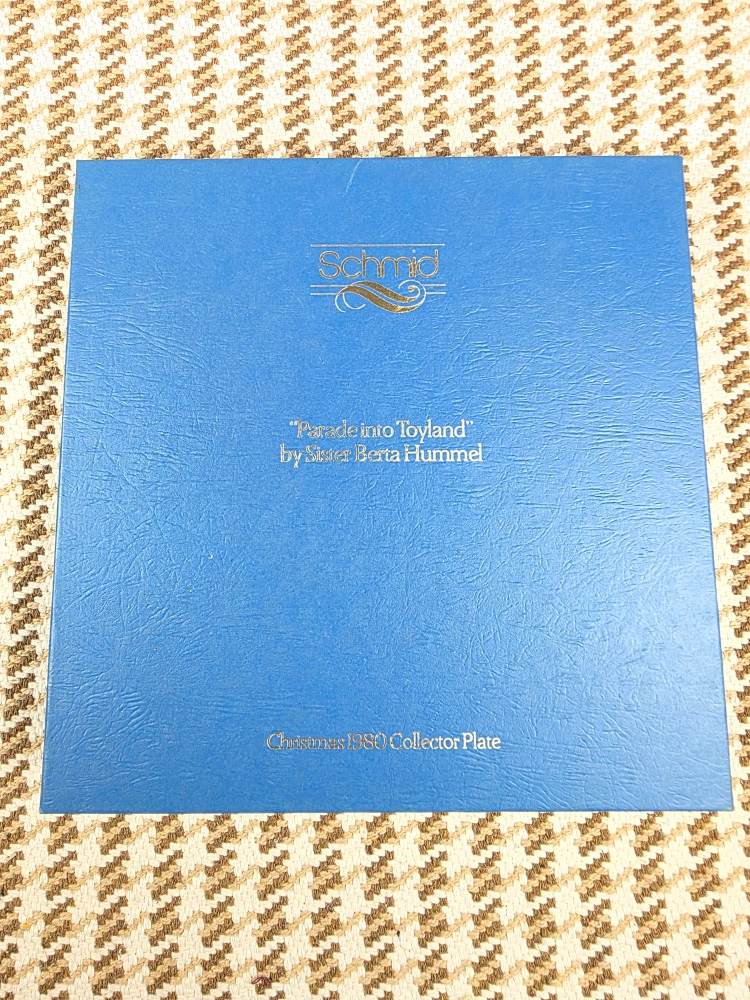 Schmid
"Parade into Toyland"
by Sister Berta Hummel
Christmas 1980 Collector Plate